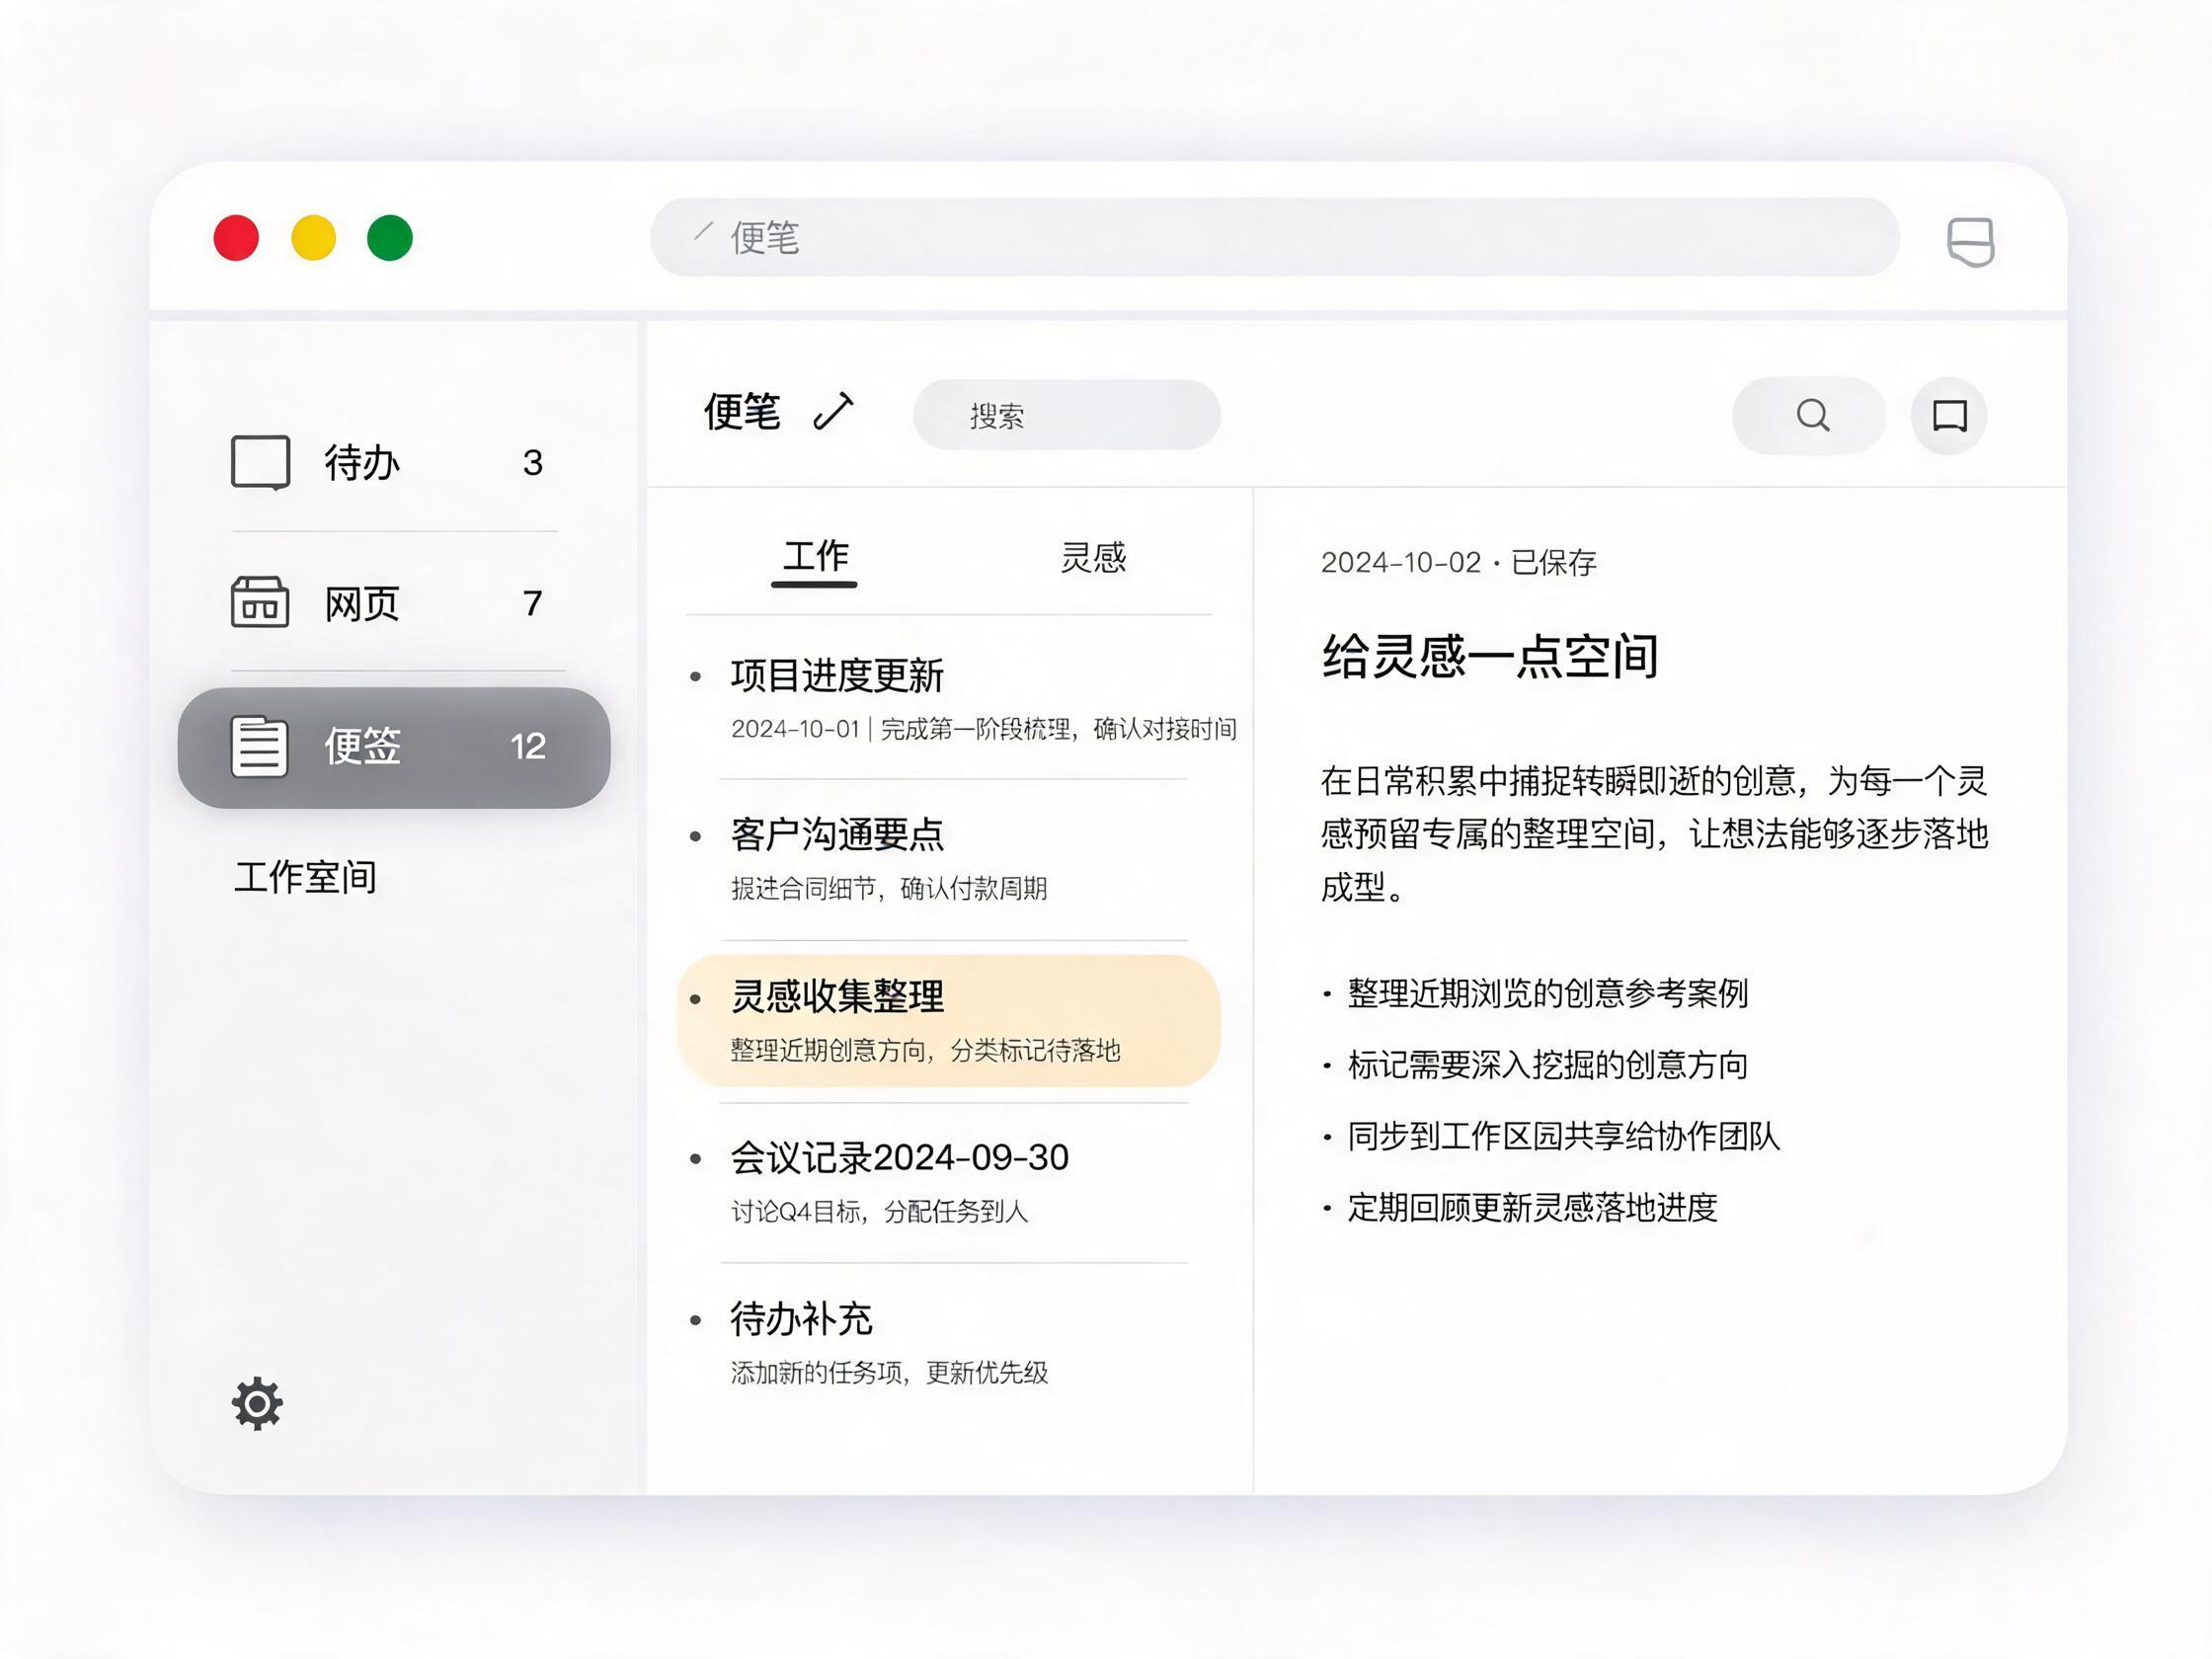 便笔
待办 3
网页 7
便签 12
工作室间
便笔
搜索
工作 灵感
项目进度更新
2024-10-01 | 完成第一阶段梳理，确认对接时间
客户沟通要点
合同细节，确认付款周期
灵感收集整理
整理近期创意方向，分类标记待落地
会议记录2024-09-30
讨论Q4目标，分配任务到人
待办补充
添加新的任务项，更新优先级
2024-10-02 · 已保存
给灵感一点空间
在日常积累中捕捉转瞬即逝的创意，为每一个灵
感预留专属的整理空间，让想法能够逐步落地
成型。
· 整理近期浏览的创意参考案例
· 标记需要深入挖掘的创意方向
· 同步到工作区园共享给协作团队
· 定期回顾更新灵感落地进度